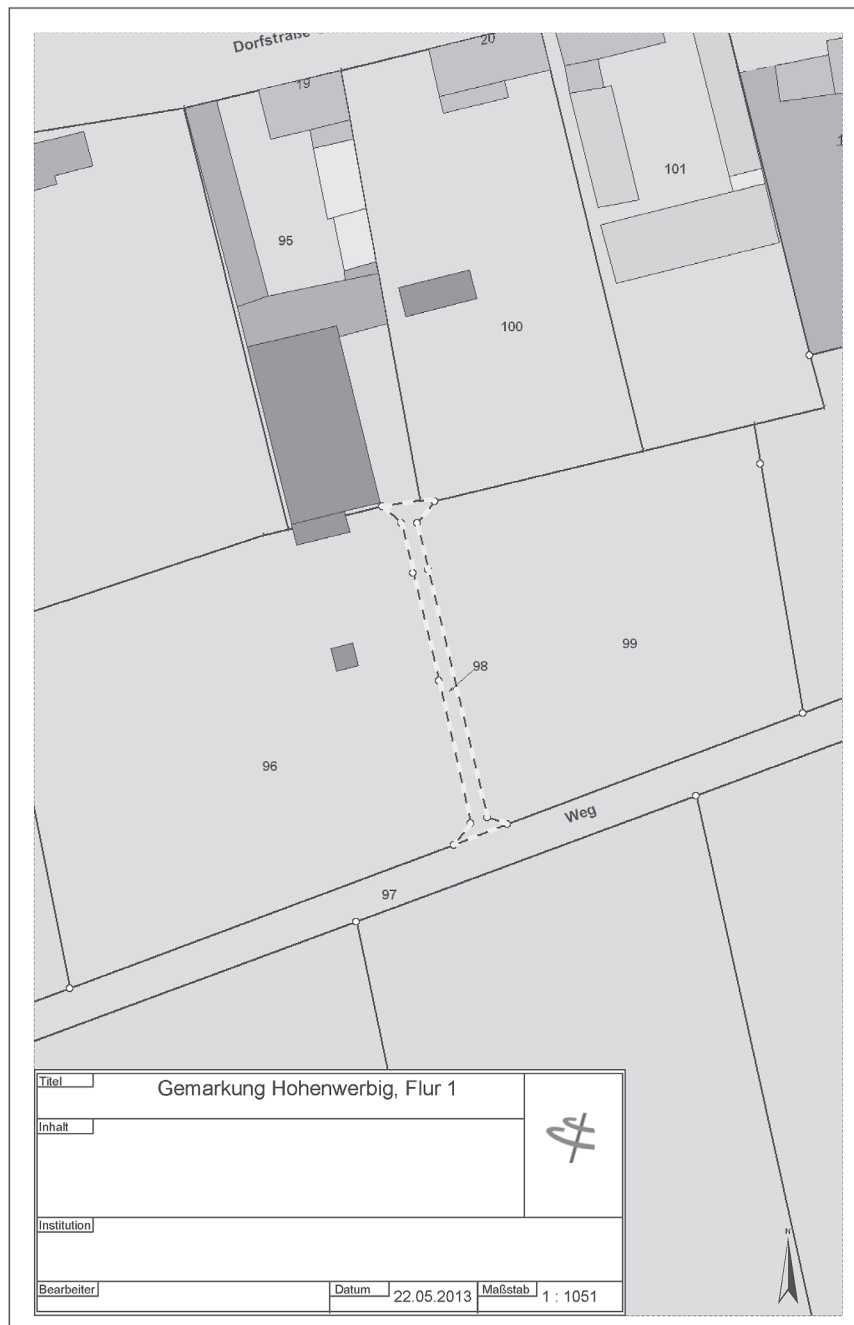 Dorfstraße
20
19
101
95
100
99
98
96
Weg
97
Titel
Gemarkung Hohenwerbig, Flur 1
Inhalt
Institution
Bearbeiter
Datum
22.05.2013
Maßstab
1 : 1051
N